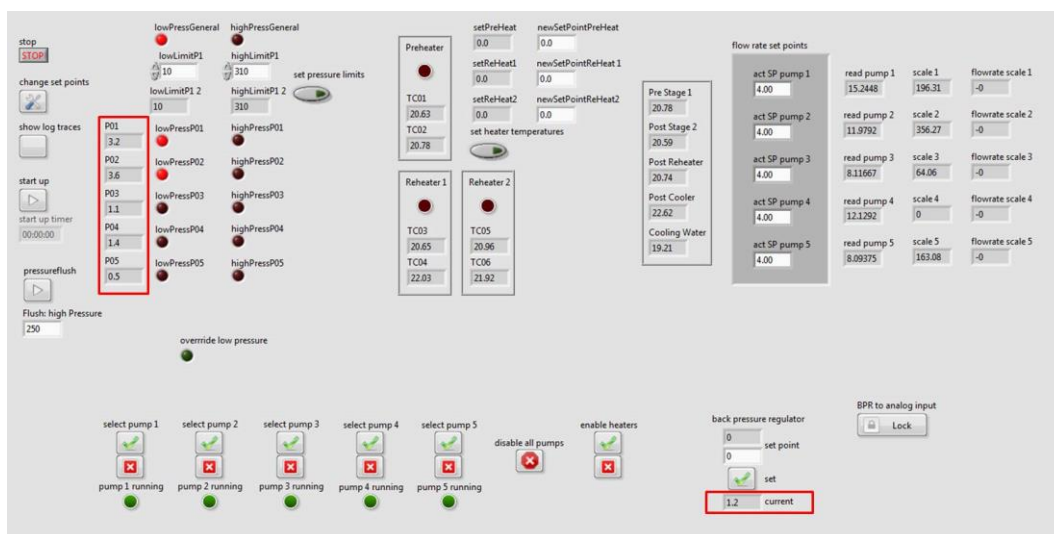 lowPressGeneral highPressGeneral
stop
STOP
lowLimitP1 highLimitP1
10 310
set pressure limits
change set points
lowLimitP1 2 highLimitP1 2
10 310
show log traces
P01 lowPressP01 highPressP01
3.2
P02 lowPressP02 highPressP02
3.6
start up
P03 lowPressP03 highPressP03
1.1
start up timer
00:00:00
P04 lowPressP04 highPressP04
1.4
P05 lowPressP05 highPressP05
0.5
pressureflush
Flush: high Pressure
250
overrride low pressure
Preheater
TC01
20.63
TC02
20.78
setPreHeat newSetPointPreHeat
0.0 0.0
setReHeat1 newSetPointReHeat 1
0.0 0.0
setReHeat2 newSetPointReHeat2
0.0 0.0
set heater temperatures
Reheater 1 Reheater 2
TC03 TC05
20.65 20.96
TC04 TC06
22.03 21.92
Pre Stage 1
20.78
Post Stage 2
20.59
Post Reheater
20.74
Post Cooler
22.62
Cooling Water
19.21
flow rate set points
act SP pump 1 read pump 1 scale 1 flowrate scale 1
4.00 15.2448 196.31 -0
act SP pump 2 read pump 2 scale 2 flowrate scale 2
4.00 11.9792 356.27 -0
act SP pump 3 read pump 3 scale 3 flowrate scale 3
4.00 8.11667 64.06 -0
act SP pump 4 read pump 4 scale 4 flowrate scale 4
4.00 12.1292 0 -0
act SP pump 5 read pump 5 scale 5 flowrate scale 5
4.00 8.09375 163.08 -0
select pump 1 select pump 2 select pump 3 select pump 4 select pump 5
disable all pumps
enable heaters
pump 1 running pump 2 running pump 3 running pump 4 running pump 5 running
back pressure regulator
0
set point
0
set
1.2 current
BPR to analog input
Lock